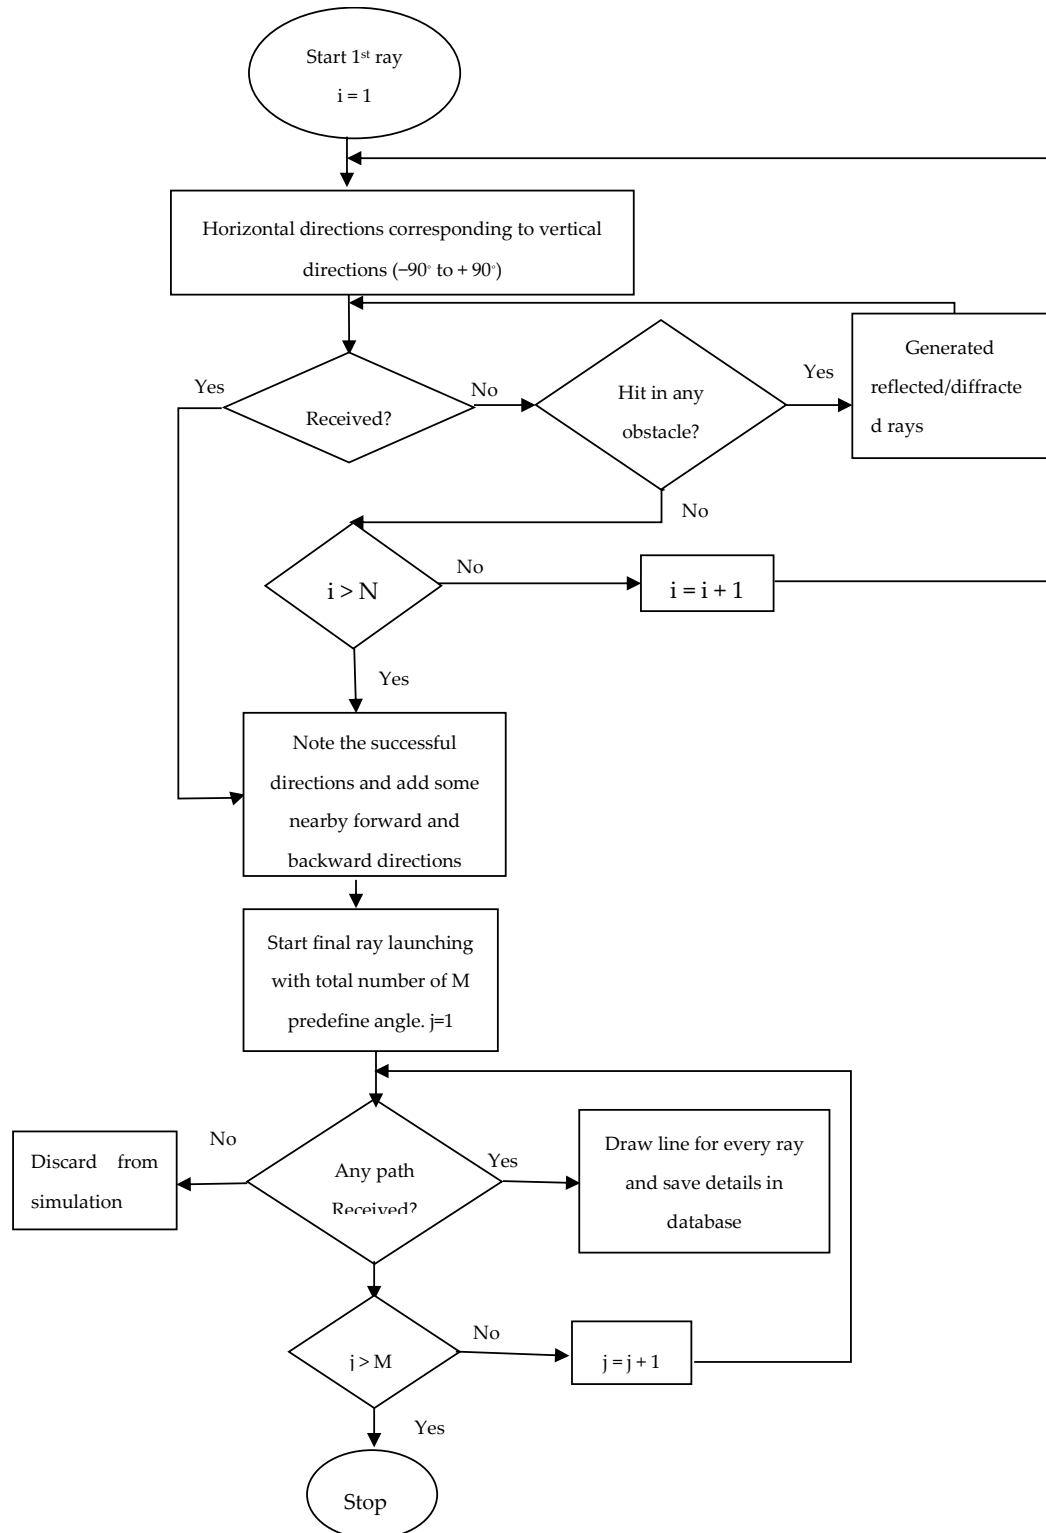 Start 1st ray
i = 1
Horizontal directions corresponding to vertical
directions (−90° to + 90°)
Yes
Received?
No
Hit in any
obstacle?
Yes
Generated
reflected/diffracte
d rays
No
i > N
No
i = i + 1
Yes
Note the successful
directions and add some
nearby forward and
backward directions
Start final ray launching
with total number of M
predefine angle. j=1
No
Discard from
simulation
Any path
Received?
Yes
Draw line for every ray
and save details in
database
j > M
No
j = j + 1
Yes
Stop